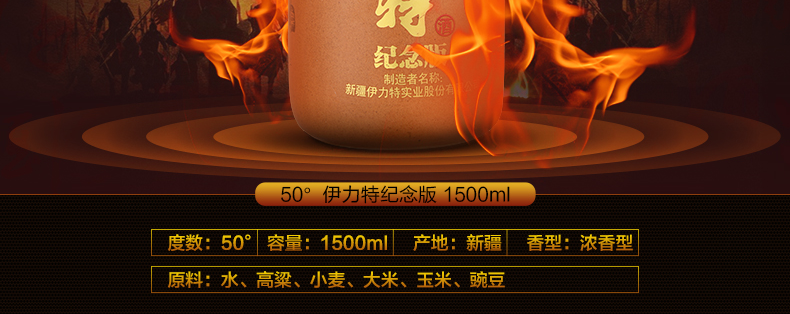 特
酒
纪念版
制造者名称:
新疆伊力特实业股份有
50° 伊力特纪念版 1500ml
度数：50° 容量：1500ml 产地：新疆 香型：浓香型
原料：水、高粱、小麦、大米、玉米、豌豆